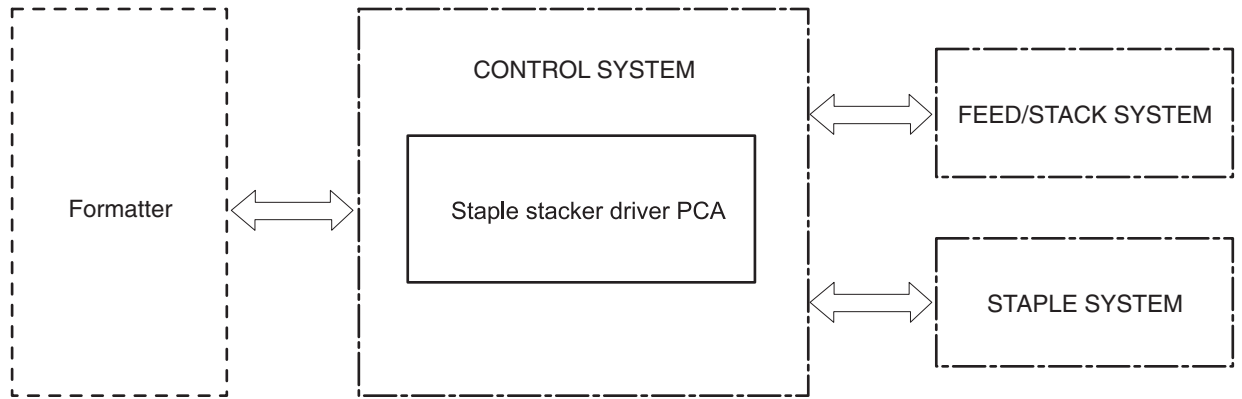 CONTROL SYSTEM
Formatter
Staple stacker driver PCA
FEED/STACK SYSTEM
STAPLE SYSTEM